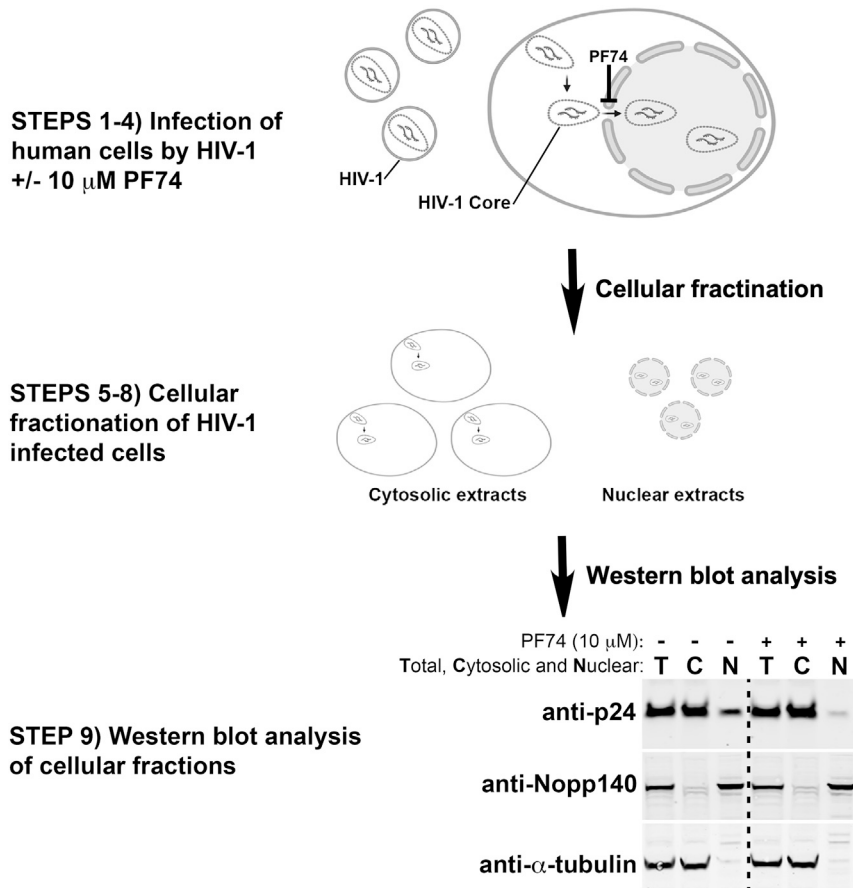 PF74
STEPS 1-4) Infection of
human cells by HIV-1
+/- 10 μM PF74
HIV-1
HIV-1 Core
Cellular fractination
STEPS 5-8) Cellular
fractionation of HIV-1
infected cells
Cytosolic extracts
Nuclear extracts
Western blot analysis
PF74 (10 μM): - - - + + +
Total, Cytosolic and Nuclear: T C N T C N
anti-p24
STEP 9) Western blot analysis
of cellular fractions
anti-Nopp140
anti-α-tubulin